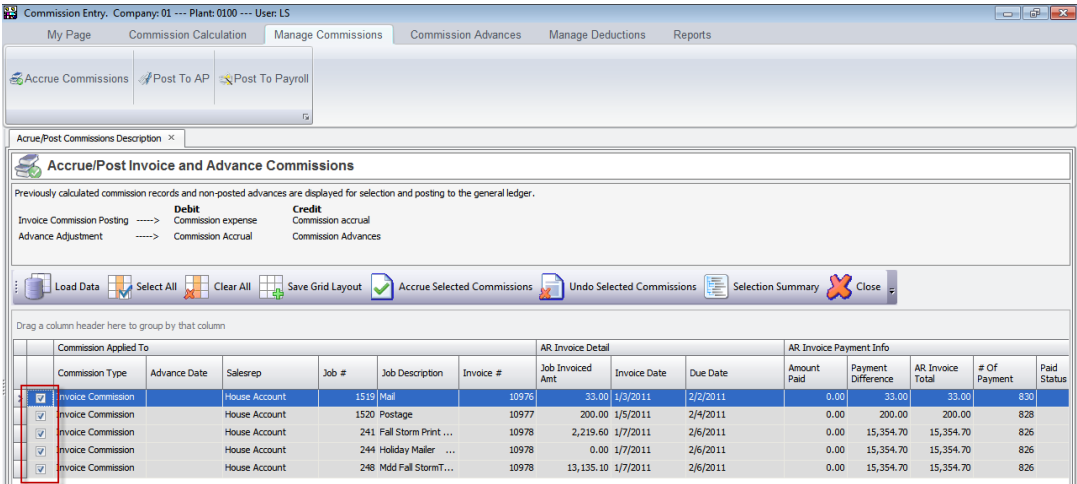 Commission Entry. Company: 01 --- Plant: 0100 --- User: LS
My Page Commission Calculation Manage Commissions Commission Advances Manage Deductions Reports
Accrue Commissions Post To AP Post To Payroll
Acrue/Post Commissions Description ×
Accrue/Post Invoice and Advance Commissions
Previously calculated commission records and non-posted advances are displayed for selection and posting to the general ledger.
Debit Credit
Invoice Commission Posting -----> Commission expense Commission accrual
Advance Adjustment -----> Commission Accrual Commission Advances
Load Data Select All Clear All Save Grid Layout Accrue Selected Commissions Undo Selected Commissions Selection Summary Close
Drag a column header here to group by that column
Commission Applied To AR Invoice Detail AR Invoice Payment Info
Commission Type Advance Date Salesrep Job # Job Description Invoice # Job Invoiced Amt Invoice Date Due Date Amount Paid Payment Difference AR Invoice Total # Of Payment Paid Status
Invoice Commission House Account 1519 Mail 10976 33.00 1/3/2011 2/2/2011 0.00 33.00 33.00 830
Invoice Commission House Account 1520 Postage 10977 200.00 1/5/2011 2/4/2011 0.00 200.00 200.00 828
Invoice Commission House Account 241 Fall Storm Print ... 10978 2,219.60 1/7/2011 2/6/2011 0.00 15,354.70 15,354.70 826
Invoice Commission House Account 244 Holiday Mailer ... 10978 0.00 1/7/2011 2/6/2011 0.00 15,354.70 15,354.70 826
Invoice Commission House Account 248 Mdd Fall StormT... 10978 13,135.10 1/7/2011 2/6/2011 0.00 15,354.70 15,354.70 826